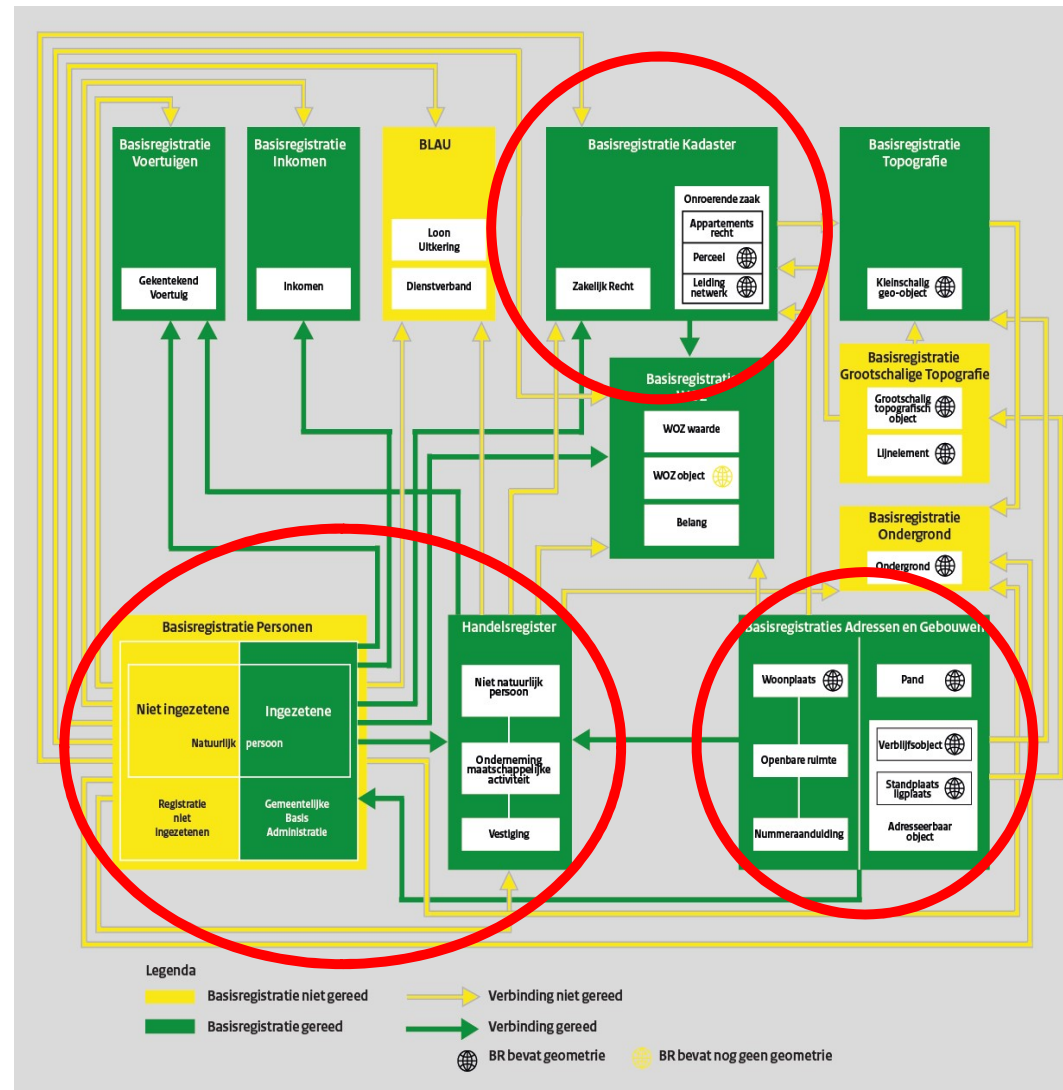 Basisregistratie
Voertuigen
Gekentekend
Voertuig
Basisregistratie
Inkomen
Inkomen
BLAU
Loon
Uitkering
Dienstverband
Basisregistratie Kadaster
Onroerende zaak
Appartements
recht
Perceel
Leiding
netwerk
Zakelijk Recht
Basisregistratie
Topografie
Kleinschalig
geo-object
Basisregistratie
Grootschalige Topografie
Grootschalig
topografisch
object
Lijnelement
Basisregistratie
WOZ waarde
WOZ object
Belang
Basisregistratie
Ondergrond
Ondergrond
Basisregistratie Personen
Niet ingezetene
Ingezetene
Natuurlijk persoon
Registratie
niet
ingezetenen
Gemeentelijke
Basis
Administratie
Handelsregister
Niet natuurlijk
persoon
Onderneming
maatschappelijke
activiteit
Vestiging
Basisregistraties Adressen en Gebouwen
Woonplaats
Openbare ruimte
Nummeraanduiding
Pand
Verblijfsobject
Standplaats
ligplaats
Adresseerbaar
object
Legenda
Basisregistratie niet gereed
Verbinding niet gereed
Basisregistratie gereed
Verbinding gereed
BR bevat geometrie
BR bevat nog geen geometrie